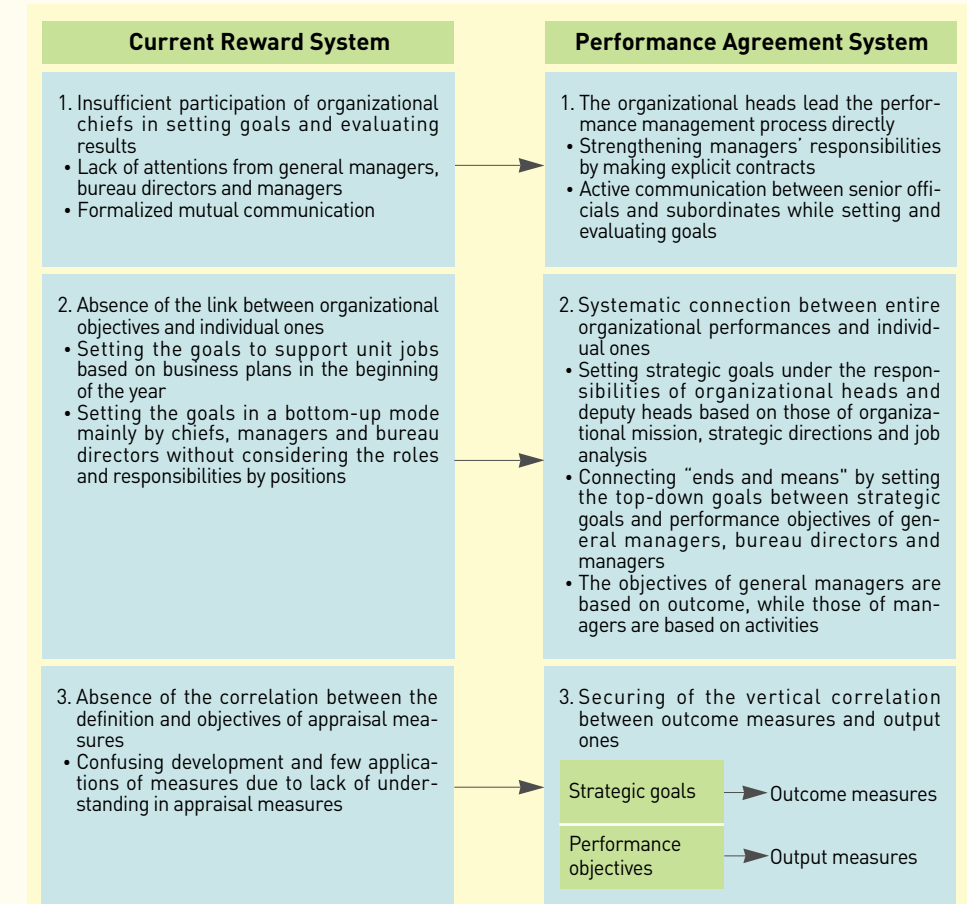 Current Reward System
Performance Agreement System
1. Insufficient participation of organizational
chiefs in setting goals and evaluating
results
• Lack of attentions from general managers,
bureau directors and managers
• Formalized mutual communication
1. The organizational heads lead the perfor-
mance management process directly
• Strengthening managers’ responsibilities
by making explicit contracts
• Active communication between senior offi-
cials and subordinates while setting and
evaluating goals
2. Absence of the link between organizational
objectives and individual ones
• Setting the goals to support unit jobs
based on business plans in the beginning
of the year
• Setting the goals in a bottom-up mode
mainly by chiefs, managers and bureau
directors without considering the roles
and responsibilities by positions
2. Systematic connection between entire
organizational performances and individ-
ual ones
• Setting strategic goals under the respon-
sibilities of organizational heads and
deputy heads based on those of organiza-
tional mission, strategic directions and job
analysis
• Connecting “ends and means" by setting
the top-down goals between strategic
goals and performance objectives of gen-
eral managers, bureau directors and
managers
• The objectives of general managers are
based on outcome, while those of man-
agers are based on activities
3. Absence of the correlation between the
definition and objectives of appraisal mea-
sures
• Confusing development and few applica-
tions of measures due to lack of under-
standing in appraisal measures
3. Securing of the vertical correlation
between outcome measures and output
ones
Strategic goals
Outcome measures
Performance
objectives
Output measures